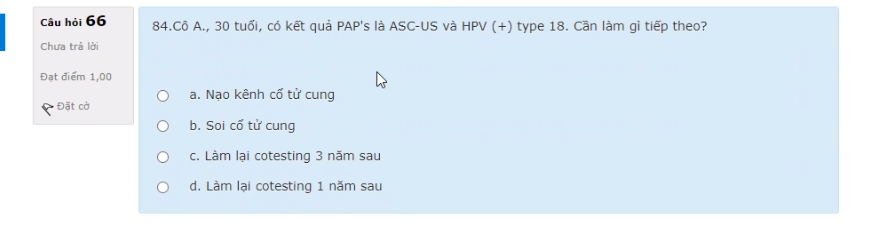 Câu hỏi 66
84.Cô A., 30 tuổi, có kết quả PAP's là ASC-US và HPV (+) type 18. Cần làm gì tiếp theo?
Chưa trả lời
Đạt điểm 1,00
Đặt cờ
a. Nạo kênh cổ tử cung
b. Soi cổ tử cung
c. Làm lại cotesting 3 năm sau
d. Làm lại cotesting 1 năm sau